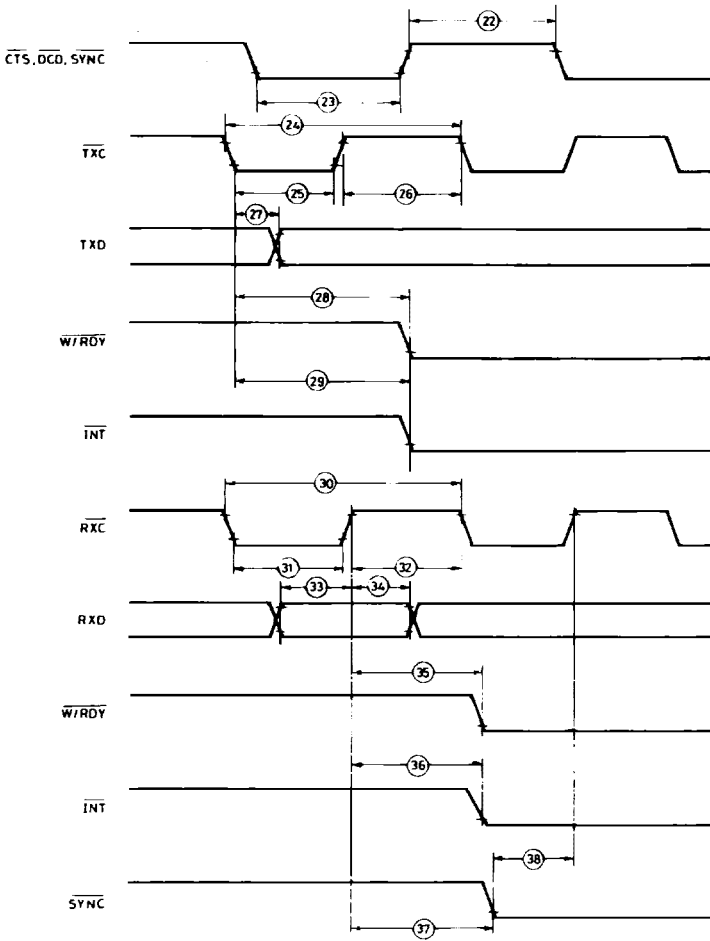 22
CTS, DCD, SYNC
23
24
TXC
25
26
27
TXD
28
W/RDY
29
INT
30
RXC
31
32
33
34
RXD
35
W/RDY
36
INT
38
SYNC
37